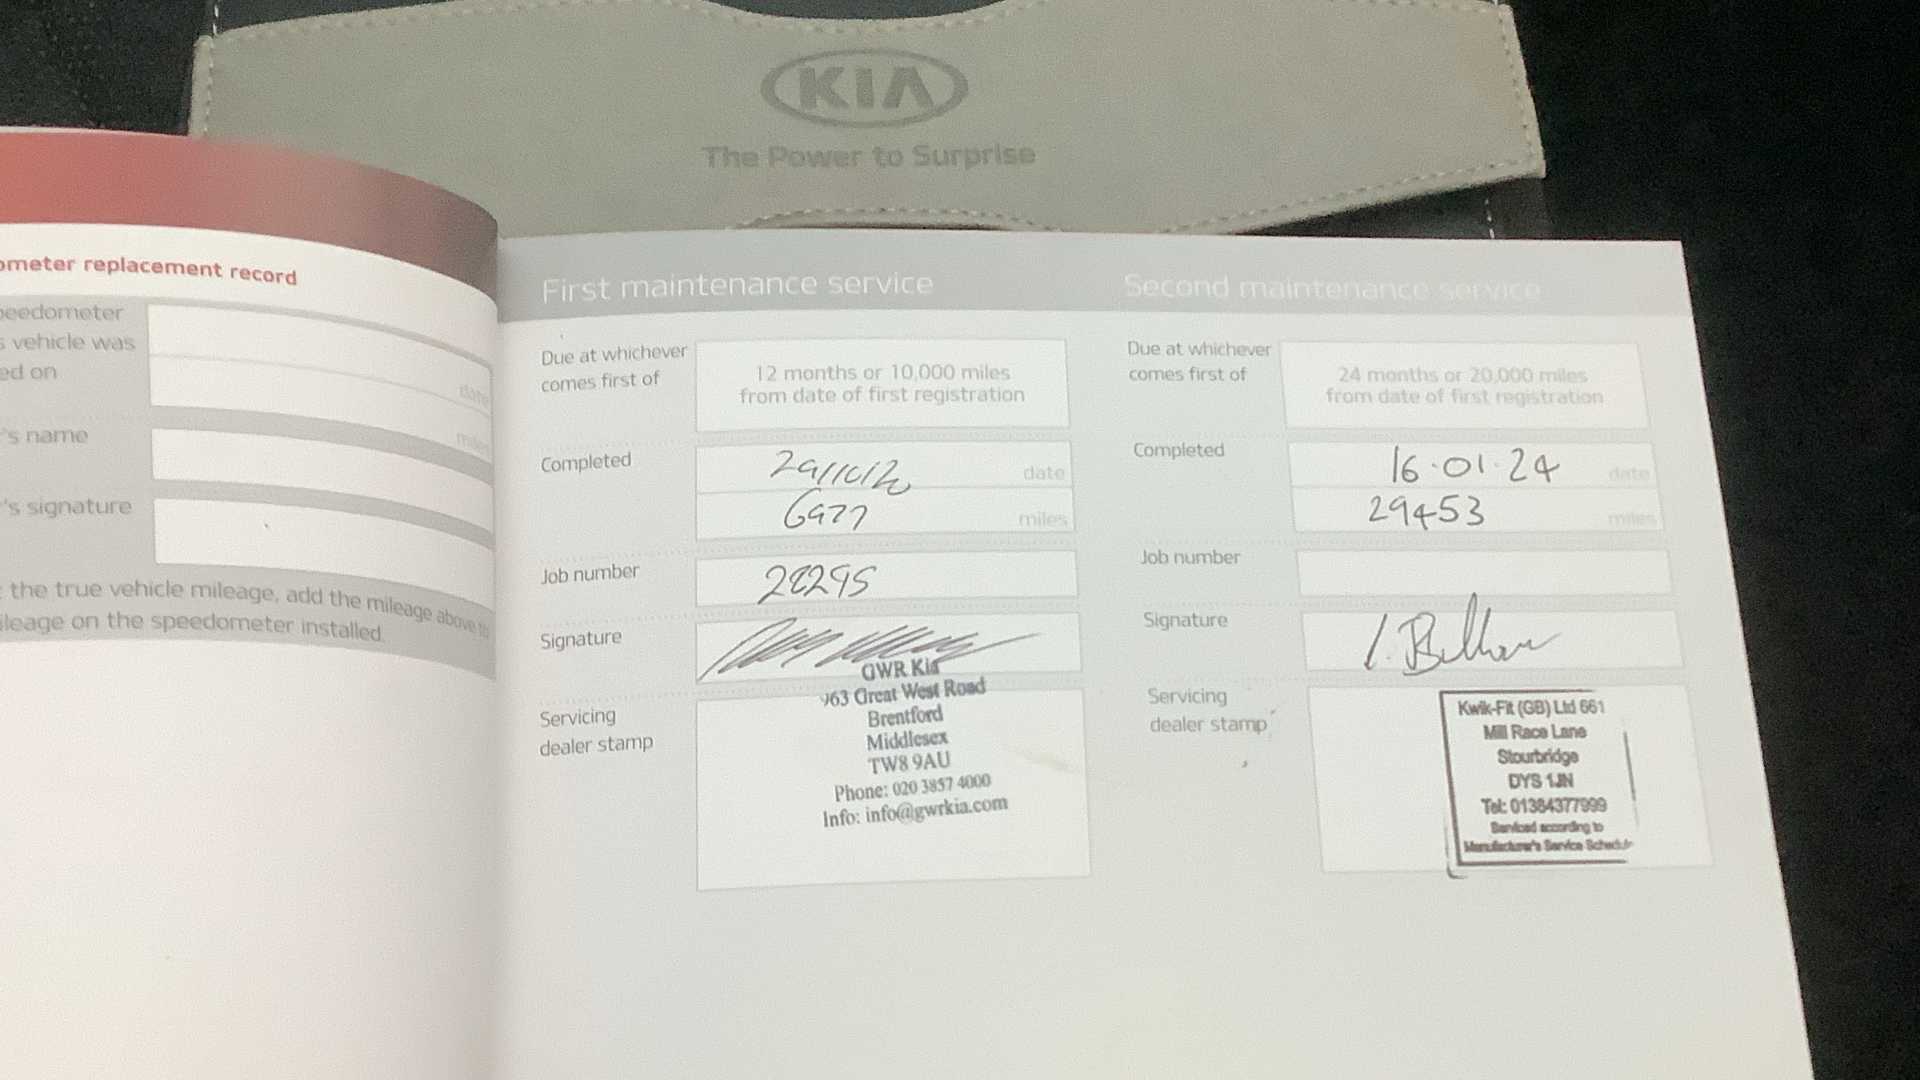 KIA
The Power to Surprise
ometer replacement record
peedometer
s vehicle was
ed on
date
miles
's name
's signature
the true vehicle mileage, add the mileage above to
ileage on the speedometer installed.
First maintenance service
Due at whichever
comes first of
12 months or 10,000 miles
from date of first registration
Completed
date
6977
miles
Job number
28295
Signature
Servicing
dealer stamp
GWR Kia
963 Great West Road
Brentford
Middlesex
TW8 9AU
Phone: 020 3857 4000
Info: info@gwrkia.com
Second maintenance service
Due at whichever
comes first of
24 months or 20,000 miles
from date of first registration
Completed
16.01.24
date
29453
miles
Job number
Signature
Servicing
dealer stamp
Kwik-Fit (GB) Ltd 661
Mill Race Lane
Stourbridge
DY8 1JN
Tel: 01384377999
Serviced according to
Manufacturer's Service Schedule